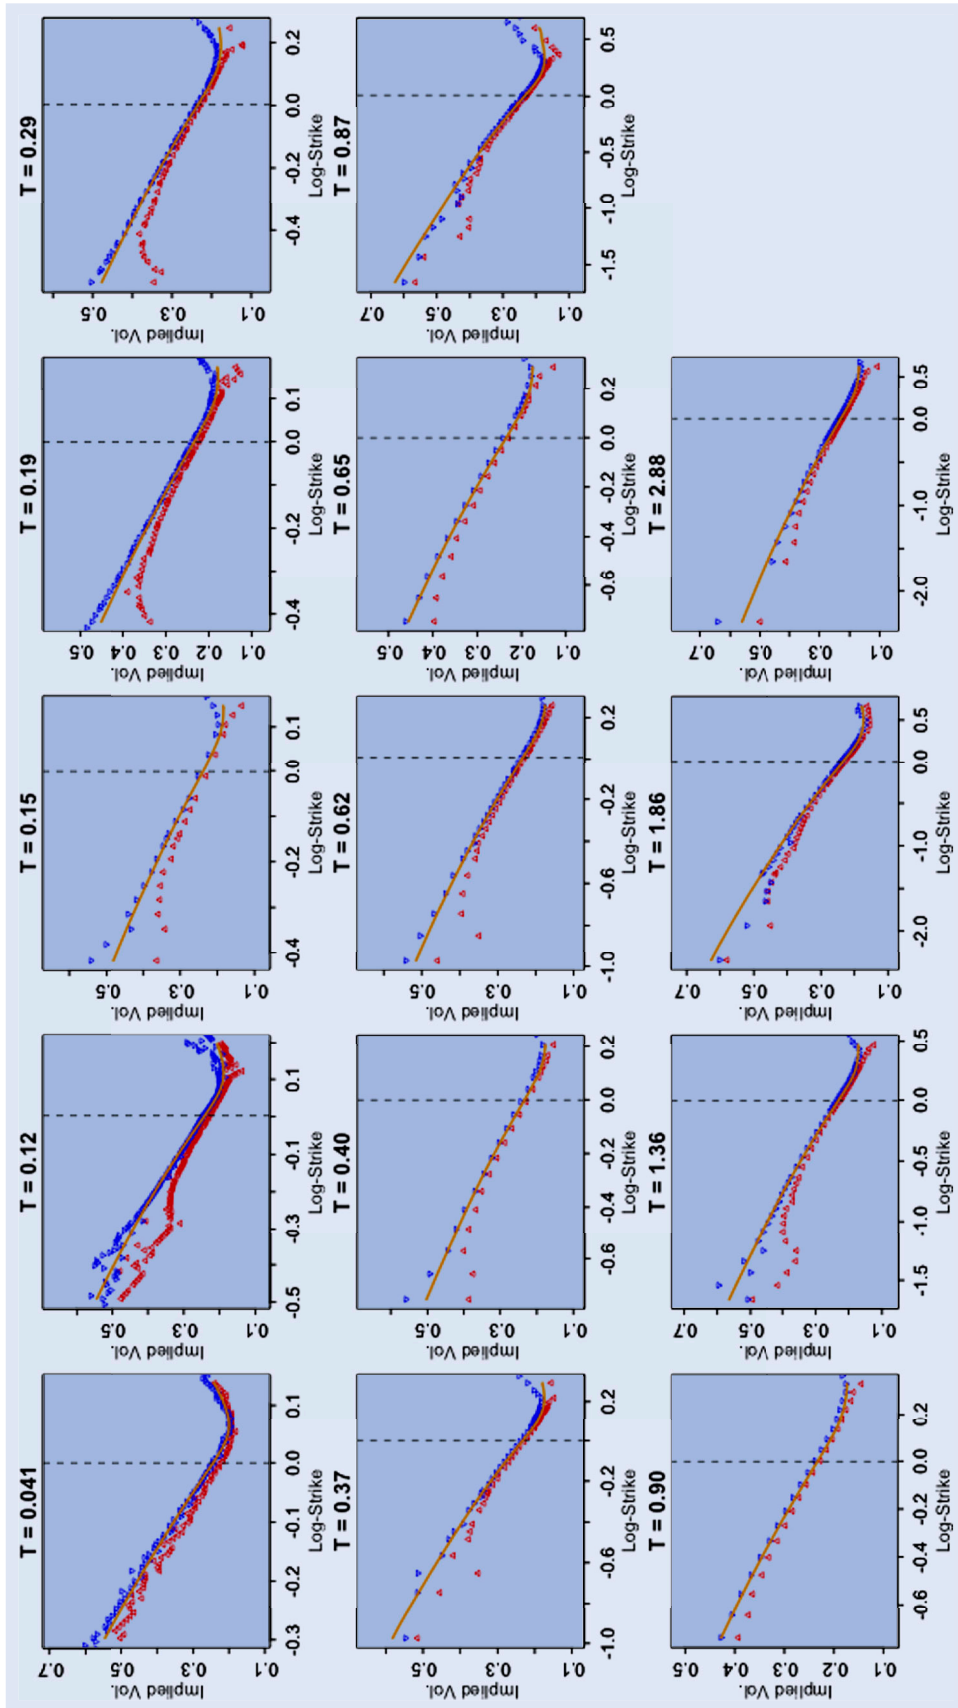 T = 0.041
Implied Vol.
0.7
0.5
0.3
0.1
-0.3 -0.2 -0.1 0.0 0.1
Log-Strike
T = 0.12
Implied Vol.
0.5
0.3
0.1
-0.5 -0.3 -0.1 0.1
Log-Strike
T = 0.15
Implied Vol.
0.5
0.3
0.1
-0.4 -0.2 0.0 0.1
Log-Strike
T = 0.19
Implied Vol.
0.5
0.4
0.3
0.2
0.1
-0.4 -0.2 0.0 0.1
Log-Strike
T = 0.29
Implied Vol.
0.5
0.3
0.1
-0.4 -0.2 0.0 0.2
Log-Strike
T = 0.37
Implied Vol.
0.5
0.3
0.1
-1.0 -0.6 -0.2 0.2
Log-Strike
T = 0.40
Implied Vol.
0.5
0.3
0.1
-0.6 -0.4 -0.2 0.0 0.2
Log-Strike
T = 0.62
Implied Vol.
0.5
0.3
0.1
-1.0 -0.6 -0.2 0.2
Log-Strike
T = 0.65
Implied Vol.
0.5
0.4
0.3
0.2
0.1
-0.6 -0.4 -0.2 0.0 0.2
Log-Strike
T = 0.87
Implied Vol.
0.7
0.5
0.3
0.1
-1.5 -1.0 -0.5 0.0 0.5
Log-Strike
T = 0.90
Implied Vol.
0.5
0.4
0.3
0.2
0.1
-0.6 -0.4 -0.2 0.0 0.2
Log-Strike
T = 1.36
Implied Vol.
0.7
0.5
0.3
0.1
-1.5 -1.0 -0.5 0.0 0.5
Log-Strike
T = 1.86
Implied Vol.
0.7
0.5
0.3
0.1
-2.0 -1.0 0.0 0.5
Log-Strike
T = 2.88
Implied Vol.
0.7
0.5
0.3
0.1
-2.0 -1.0 0.0 0.5
Log-Strike